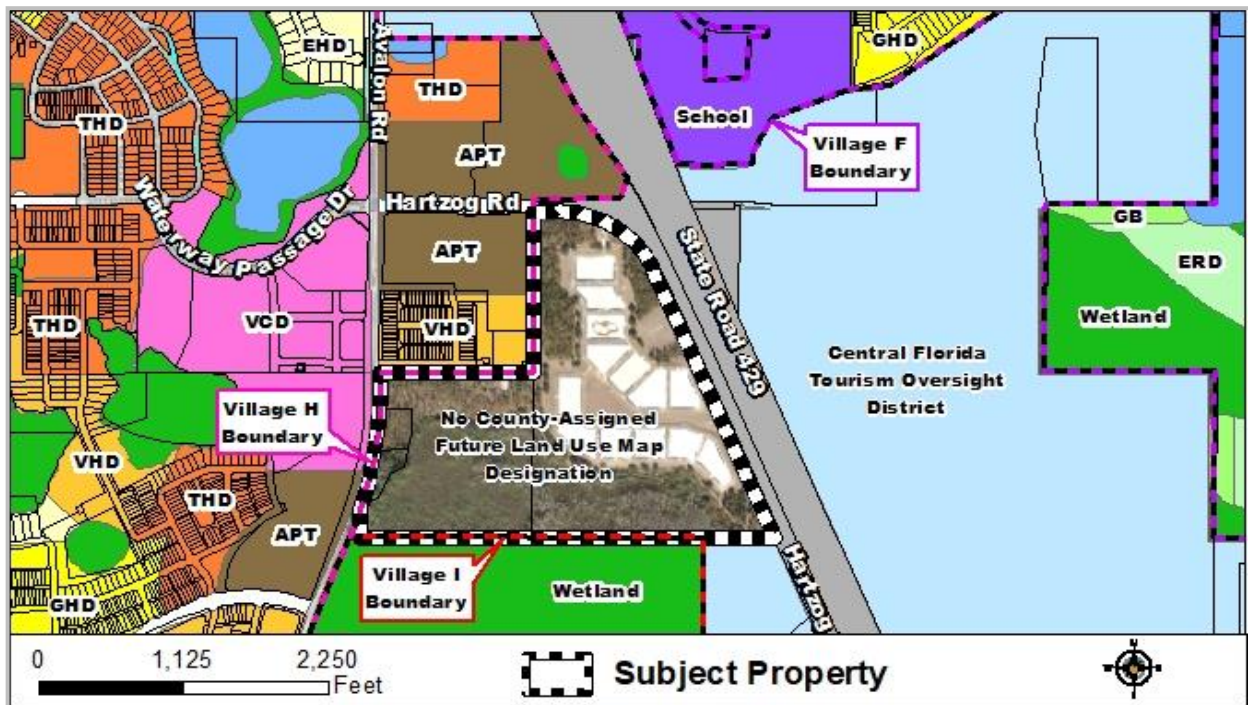 EHD
Avalon Rd
THD
School
GHD
THD
Village F
Boundary
APT
Hartzog Rd
Waterway Passage Dr
GB
ERD
APT
State Road 429
Wetland
THD
VCD
VHD
Central Florida
Tourism Oversight
District
Village H
Boundary
No County-Assigned
Future Land Use Map
Designation
VHD
THD
APT
Village I
Boundary
Wetland
Hartzog
GHD
0 1,125 2,250
Feet
Subject Property
N